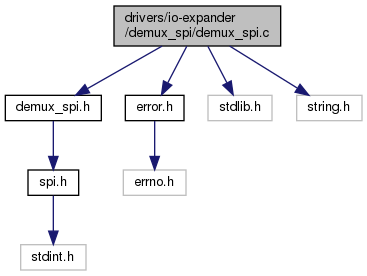 drivers/io-expander
/demux_spi/demux_spi.c
demux_spi.h
error.h
stdlib.h
string.h
spi.h
errno.h
stdint.h